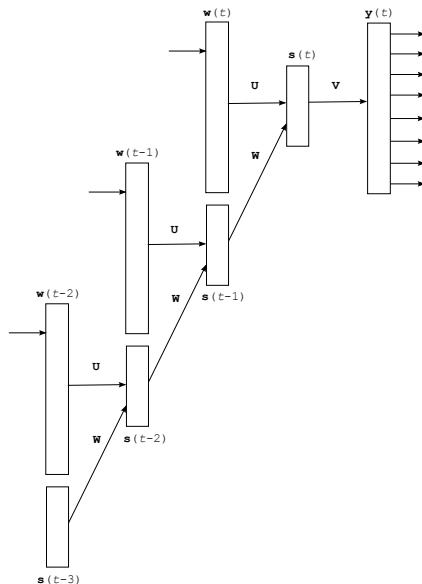 w(t)
y(t)
s(t)
U
V
W
w(t-1)
U
W
s(t-1)
w(t-2)
U
W
s(t-2)
s(t-3)